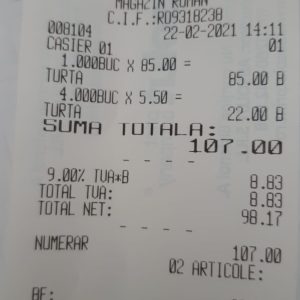 MAGAZIN ROMAN
C.I.F.:RO9318238
008104 22-02-2021 14:11
CASIER 01 01
1.000BUC X 85.00 =
TURTA 85.00 B
4.000BUC X 5.50 =
TURTA 22.00 B
SUMA TOTALA:
107.00
- - - -
9.00% TVA*B 8.83
TOTAL TVA: 8.83
TOTAL NET: 98.17
- - - -
NUMERAR 107.00
02 ARTICOLE:
BF: